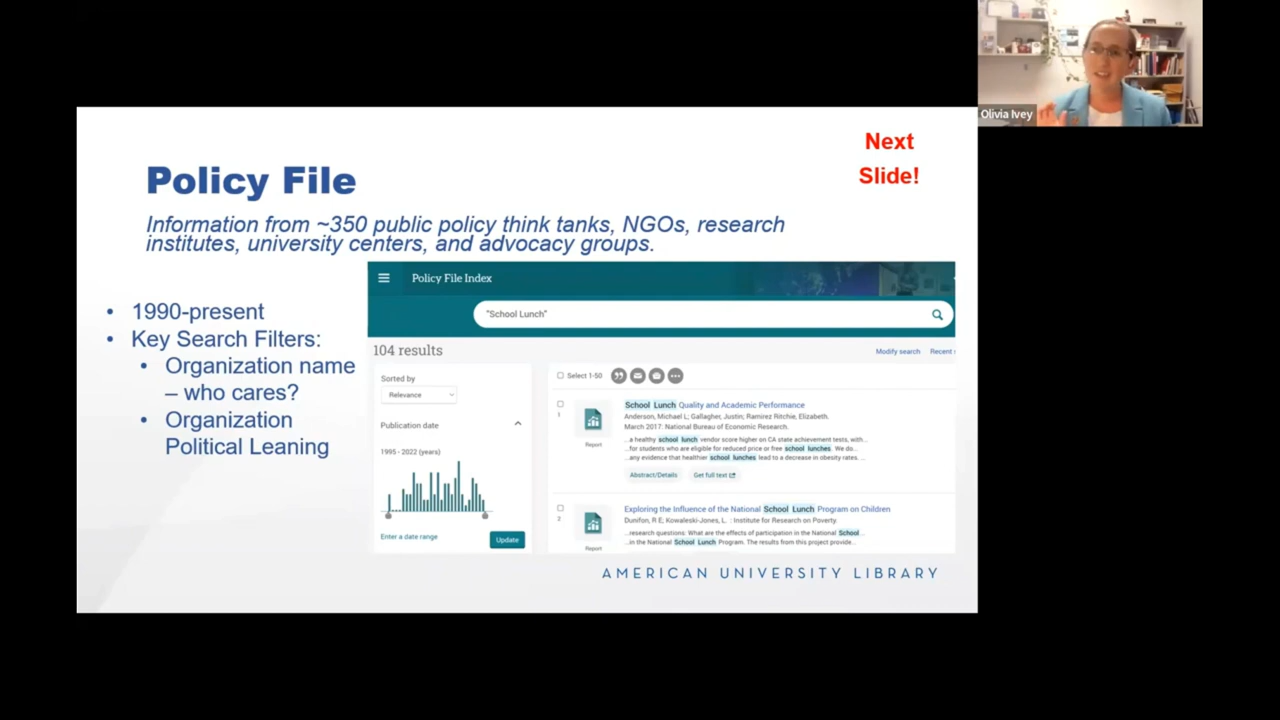 Olivia Ivey
Next
Slide!
Policy File
Information from ~350 public policy think tanks, NGOs, research
institutes, university centers, and advocacy groups.
• 1990-present
• Key Search Filters:
• Organization name
– who cares?
• Organization
Political Leaning
Policy File Index
"School Lunch"
104 results
Modify search
Recent
Sorted by
Relevance
Publication date
1995 - 2022 (years)
Enter a date range
Update
Select 1-50
1
Report
School Lunch Quality and Academic Performance
Anderson, Michael L; Gallagher, Justin; Ramirez Ritchie, Elizabeth.
March 2017: National Bureau of Economic Research.
...a healthy school lunch vendor score higher on CA state achievement tests, with...
...for students who are eligible for reduced price or free school lunches. We do...
...any evidence that healthier school lunches lead to a decrease in obesity rates. ...
Abstract/Details
Get full text
2
Report
Exploring the Influence of the National School Lunch Program on Children
Dunifon, R E; Kowaleski-Jones, L. : Institute for Research on Poverty.
...research questions: What are the effects of participation in the National School...
...in the National School Lunch Program. The results from this project provide...
AMERICAN UNIVERSITY LIBRARY